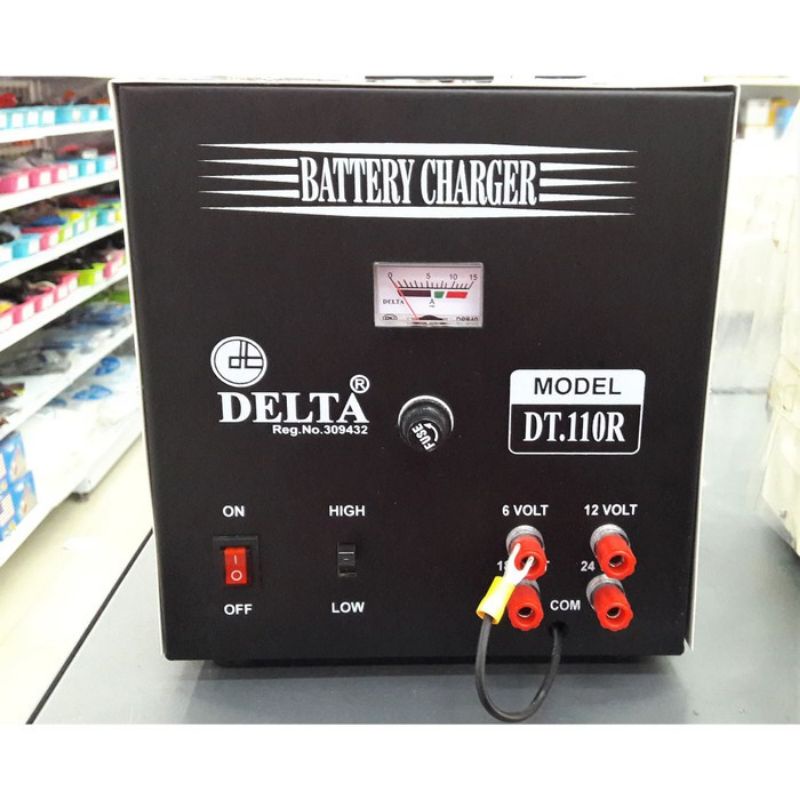 BATTERY CHARGER
0 5 10 15
DELTA A
DELTA ®
Reg.No.309432
FUSE
MODEL
DT.110R
ON HIGH 6 VOLT 12 VOLT
24
OFF LOW COM